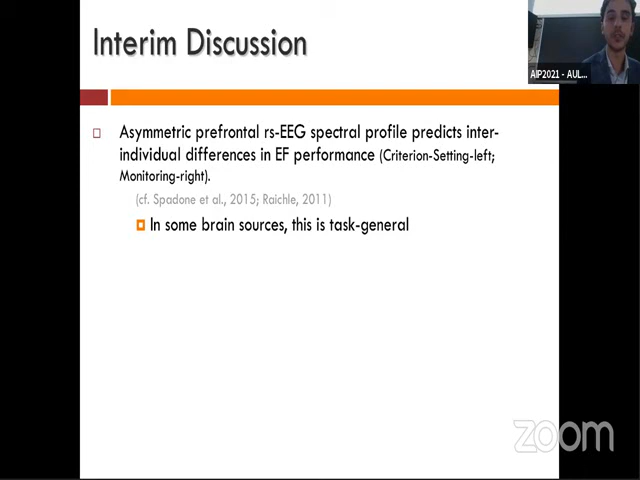 Interim Discussion
AIP2021 - AUL...
Asymmetric prefrontal rs-EEG spectral profile predicts inter-
individual differences in EF performance (Criterion-Setting-left;
Monitoring-right).
(cf. Spadone et al., 2015; Raichle, 2011)
In some brain sources, this is task-general
zoom